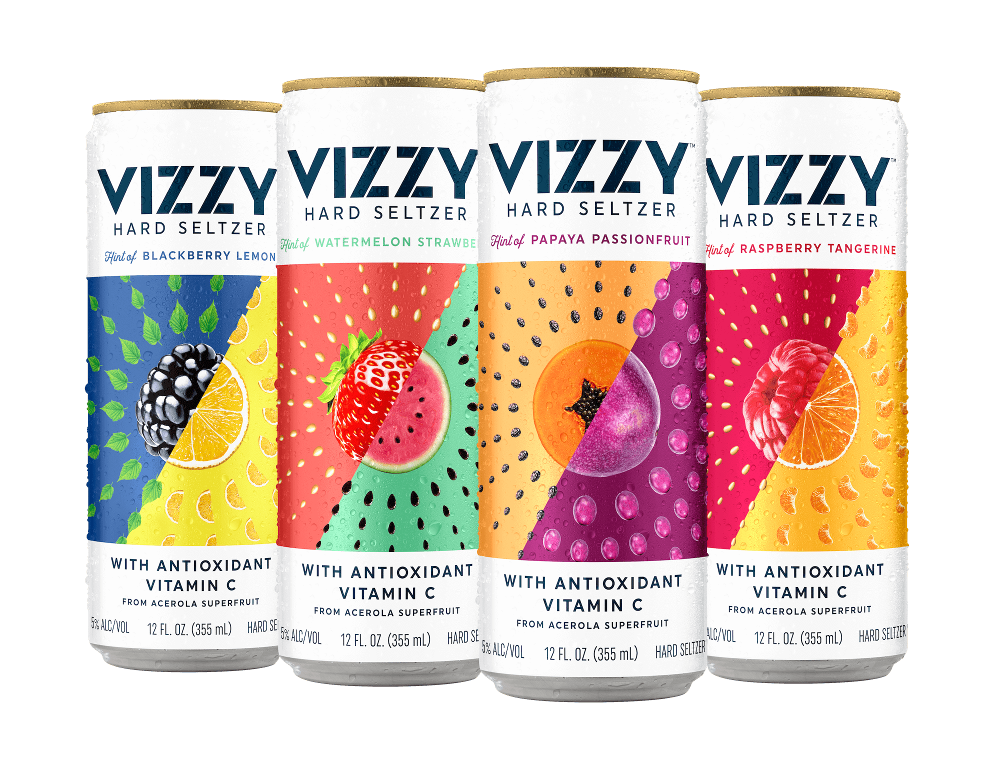 VIZZY
HARD SELTZER
Hint of BLACKBERRY LEMON
WITH ANTIOXIDANT
VITAMIN C
FROM ACEROLA SUPERFRUIT
5% ALC/VOL 12 FL. OZ. (355 mL) HARD SE
VIZZY
HARD SELTZER
Hint of WATERMELON STRAWBE
WITH ANTIOXIDANT
VITAMIN C
FROM ACEROLA SUPERFRUIT
5% ALC/VOL 12 FL. OZ. (355 mL) HARD SE
VIZZY™
HARD SELTZER
Hint of PAPAYA PASSIONFRUIT
WITH ANTIOXIDANT
VITAMIN C
FROM ACEROLA SUPERFRUIT
5% ALC/VOL 12 FL. OZ. (355 mL) HARD SELTZER
VIZZY™
HARD SELTZER
Hint of RASPBERRY TANGERINE
WITH ANTIOXIDANT
VITAMIN C
FROM ACEROLA SUPERFRUIT
ALC/VOL 12 FL. OZ. (355 mL) HARD SELTZER